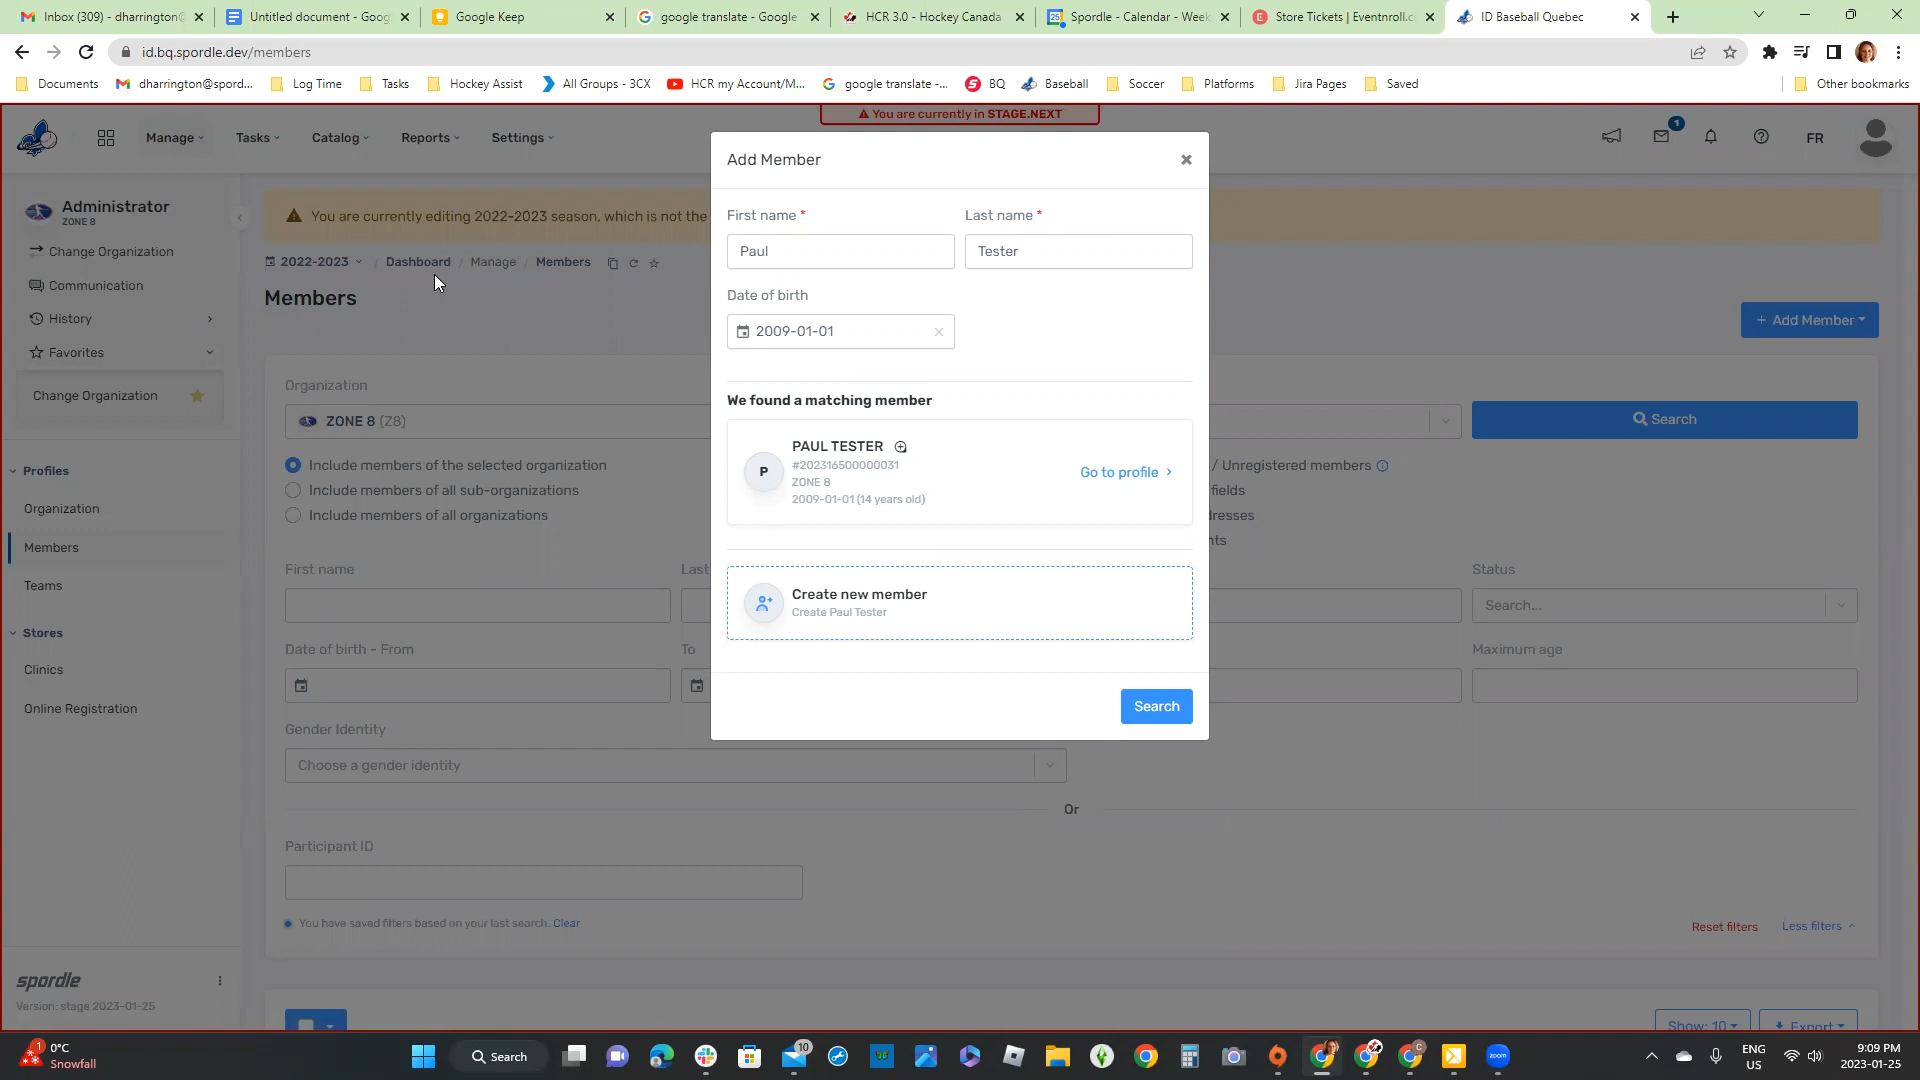 Inbox (309) - dharrington@
Untitled document - Goog
Google Keep
google translate - Google
HCR 3.0 - Hockey Canada
Spordle - Calendar - Week
Store Tickets | Eventnroll.c
ID Baseball Quebec
id.bq.spordle.dev/members
Documents
dharrington@spord...
Log Time
Tasks
Hockey Assist
All Groups - 3CX
HCR my Account/M...
google translate -...
BQ
Baseball
Soccer
Platforms
Jira Pages
Saved
Other bookmarks
You are currently in STAGE.NEXT
Manage
Tasks
Catalog
Reports
Settings
1
FR
Administrator
ZONE 8
Change Organization
Communication
History
Favorites
Change Organization
Profiles
Organization
Members
Teams
Stores
Clinics
Online Registration
spordle
Version: stage 2023-01-25
You are currently editing 2022-2023 season, which is not the
2022-2023 / Dashboard / Manage / Members
Members
+ Add Member
Organization
ZONE 8 (Z8)
Search
Include members of the selected organization
/ Unregistered members
Include members of all sub-organizations
fields
Include members of all organizations
dresses
nts
First name
Last
Status
Search...
Date of birth - From
To
Maximum age
Gender Identity
Choose a gender identity
Or
Participant ID
You have saved filters based on your last search. Clear
Reset filters
Less filters
Show: 10
Export
Add Member
First name *
Last name *
Paul
Tester
Date of birth
2009-01-01
We found a matching member
P
PAUL TESTER
#202316500000031
ZONE 8
2009-01-01 (14 years old)
Go to profile
Create new member
Create Paul Tester
Search
1
0°C
Snowfall
Search
10
C
zoom
ENG
US
9:09 PM
2023-01-25